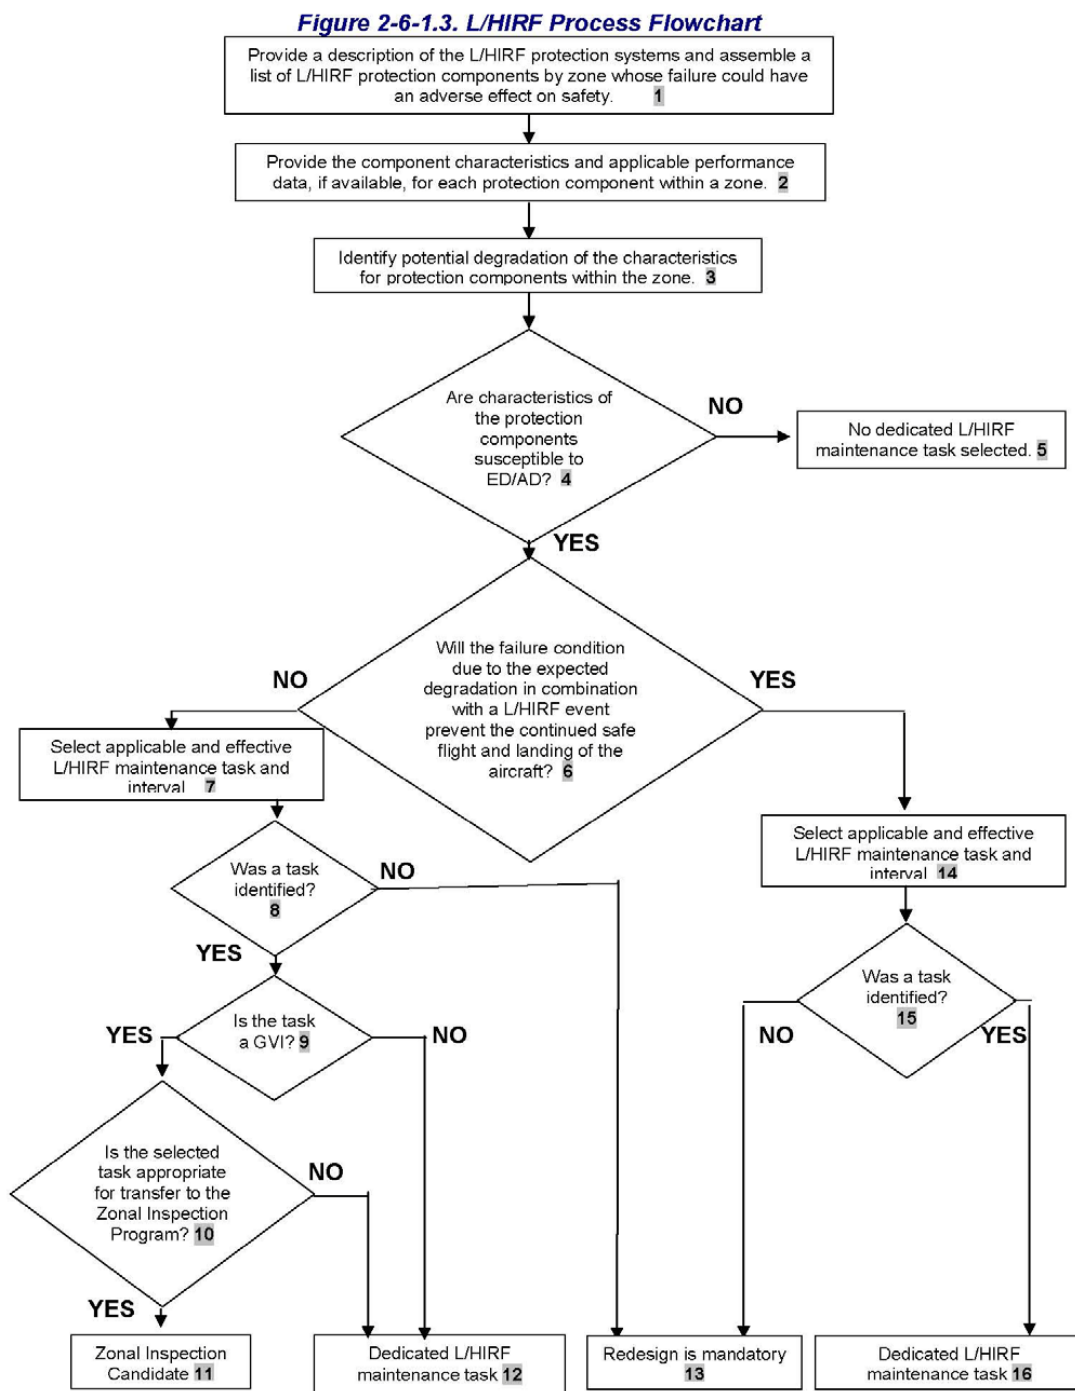 Figure 2-6-1.3. L/HIRF Process Flowchart
Provide a description of the L/HIRF protection systems and assemble a
list of L/HIRF protection components by zone whose failure could have
an adverse effect on safety. 1
Provide the component characteristics and applicable performance
data, if available, for each protection component within a zone. 2
Identify potential degradation of the characteristics
for protection components within the zone. 3
Are characteristics of
the protection
components
susceptible to
ED/AD? 4
NO
No dedicated L/HIRF
maintenance task selected. 5
YES
Will the failure condition
due to the expected
degradation in combination
with a L/HIRF event
prevent the continued safe
flight and landing of the
aircraft? 6
NO
YES
Select applicable and effective
L/HIRF maintenance task and
interval 7
Select applicable and effective
L/HIRF maintenance task and
interval 14
Was a task
identified?
8
NO
YES
Was a task
identified?
15
NO
YES
Is the task
a GVI? 9
YES
NO
Is the selected
task appropriate
for transfer to the
Zonal Inspection
Program? 10
NO
YES
Zonal Inspection
Candidate 11
Dedicated L/HIRF
maintenance task 12
Redesign is mandatory
13
Dedicated L/HIRF
maintenance task 16